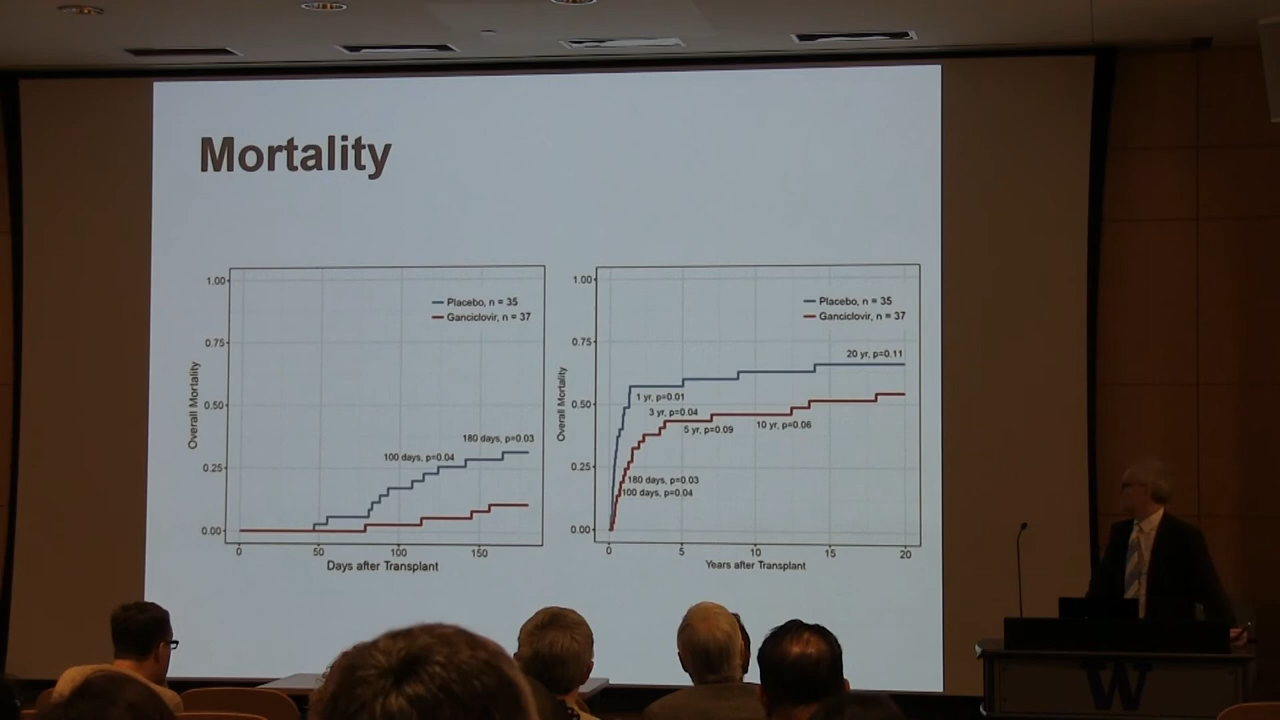 Mortality
1.00
0.75
0.50
0.25
0.00
Overall Mortality
Placebo, n = 35
Ganciclovir, n = 37
180 days, p=0.03
100 days, p=0.04
0
50
100
150
Days after Transplant
1.00
0.75
0.50
0.25
0.00
Overall Mortality
Placebo, n = 35
Ganciclovir, n = 37
20 yr, p=0.11
1 yr, p=0.01
3 yr, p=0.04
5 yr, p=0.09
10 yr, p=0.06
180 days, p=0.03
100 days, p=0.04
0
5
10
15
20
Years after Transplant
W